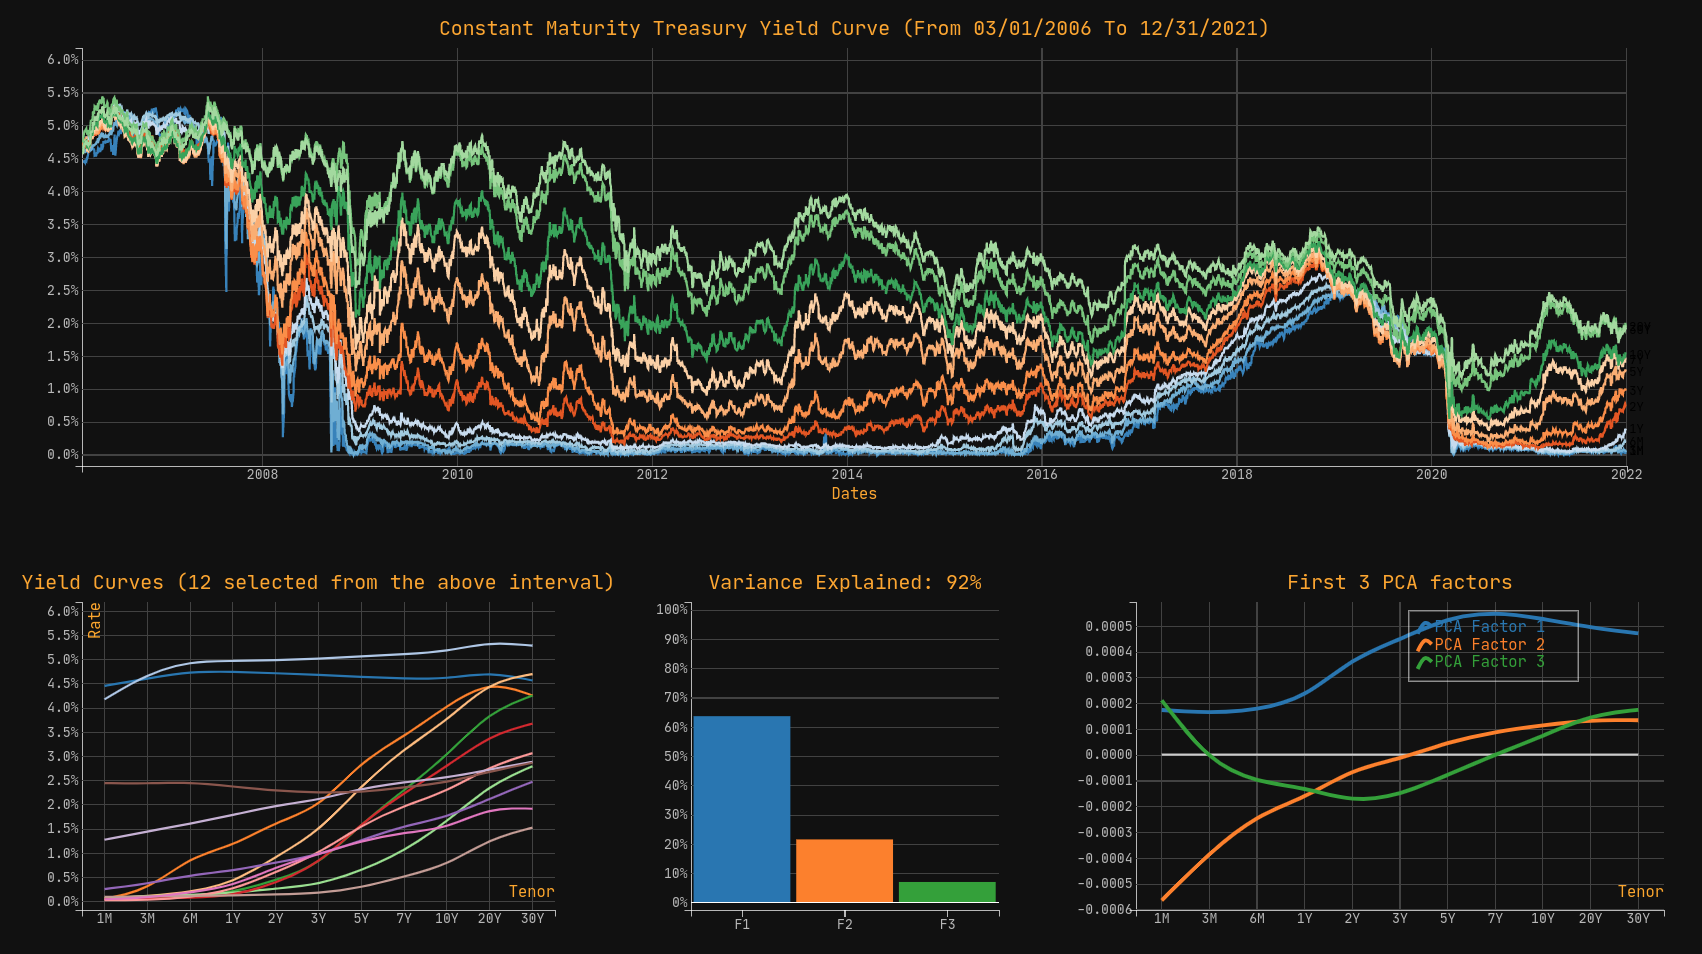 Constant Maturity Treasury Yield Curve (From 03/01/2006 To 12/31/2021)
6.0%
5.5%
5.0%
4.5%
4.0%
3.5%
3.0%
2.5%
2.0%
1.5%
1.0%
0.5%
0.0%
10Y
5Y
3Y
2Y
1Y
2008 2010 2012 2014 2016 2018 2020 2022
Dates
Yield Curves (12 selected from the above interval)
Rate
6.0%
5.5%
5.0%
4.5%
4.0%
3.5%
3.0%
2.5%
2.0%
1.5%
1.0%
0.5%
0.0%
Tenor
1M 3M 6M 1Y 2Y 3Y 5Y 7Y 10Y 20Y 30Y
Variance Explained: 92%
100%
90%
80%
70%
60%
50%
40%
30%
20%
10%
0%
F1 F2 F3
First 3 PCA factors
PCA Factor 1
PCA Factor 2
PCA Factor 3
0.0005
0.0004
0.0003
0.0002
0.0001
0.0000
-0.0001
-0.0002
-0.0003
-0.0004
-0.0005
-0.0006
Tenor
1M 3M 6M 1Y 2Y 3Y 5Y 7Y 10Y 20Y 30Y